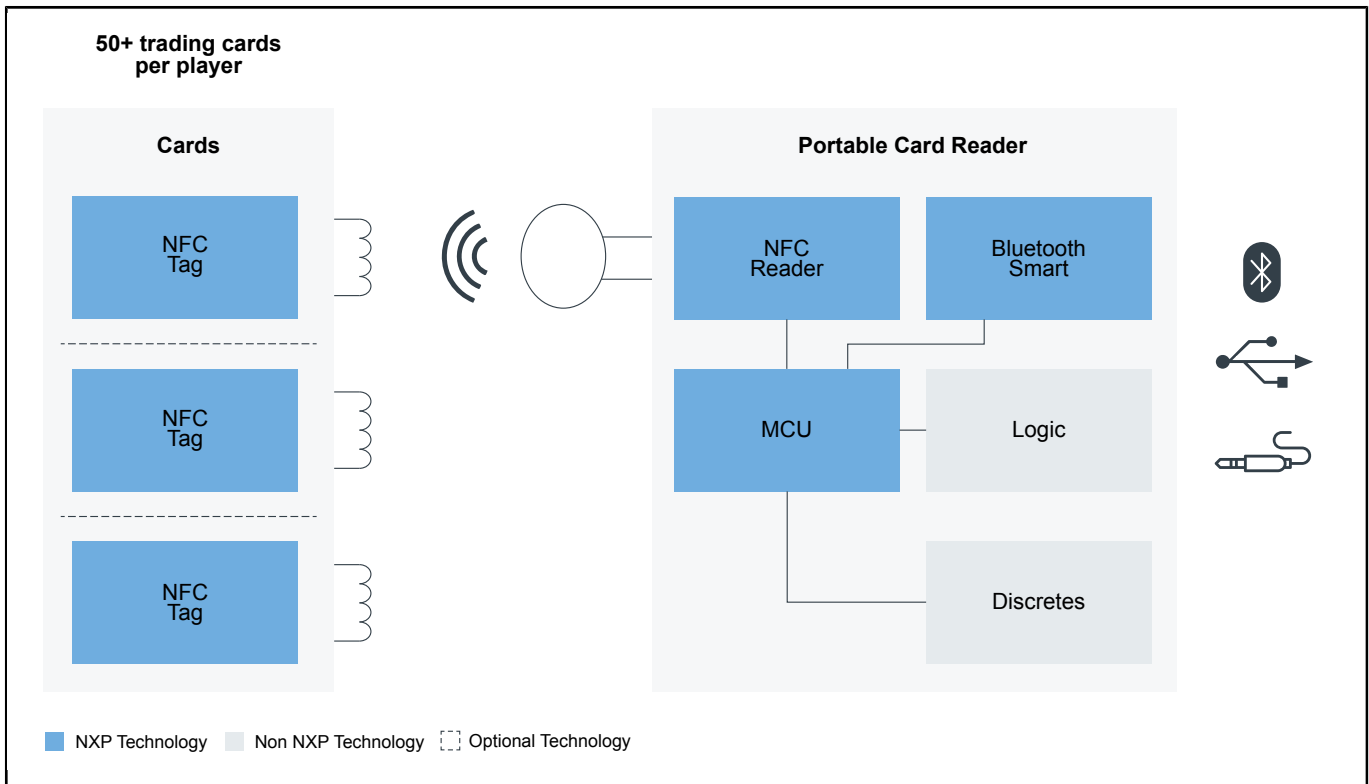 50+ trading cards
per player
Cards
NFC
Tag
NFC
Tag
NFC
Tag
Portable Card Reader
NFC
Reader
Bluetooth
Smart
MCU
Logic
Discretes
NXP Technology
Non NXP Technology
Optional Technology